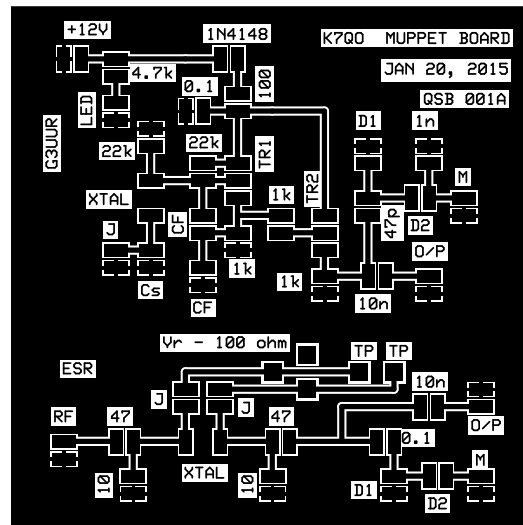 +12V
1N4148
K7QO MUPPET BOARD
4.7k
0.1
100
JAN 20, 2015
LED
QSB 001A
D1
1n
G3UUR
22k
22k
TR1
XTAL
1k
TR2
M
J
CF
47p
D2
O/P
1k
1k
Cs
CF
10n
Vr - 100 ohm
TP
TP
ESR
10n
J
J
RF
47
47
O/P
0.1
XTAL
M
10
10
D1
D2